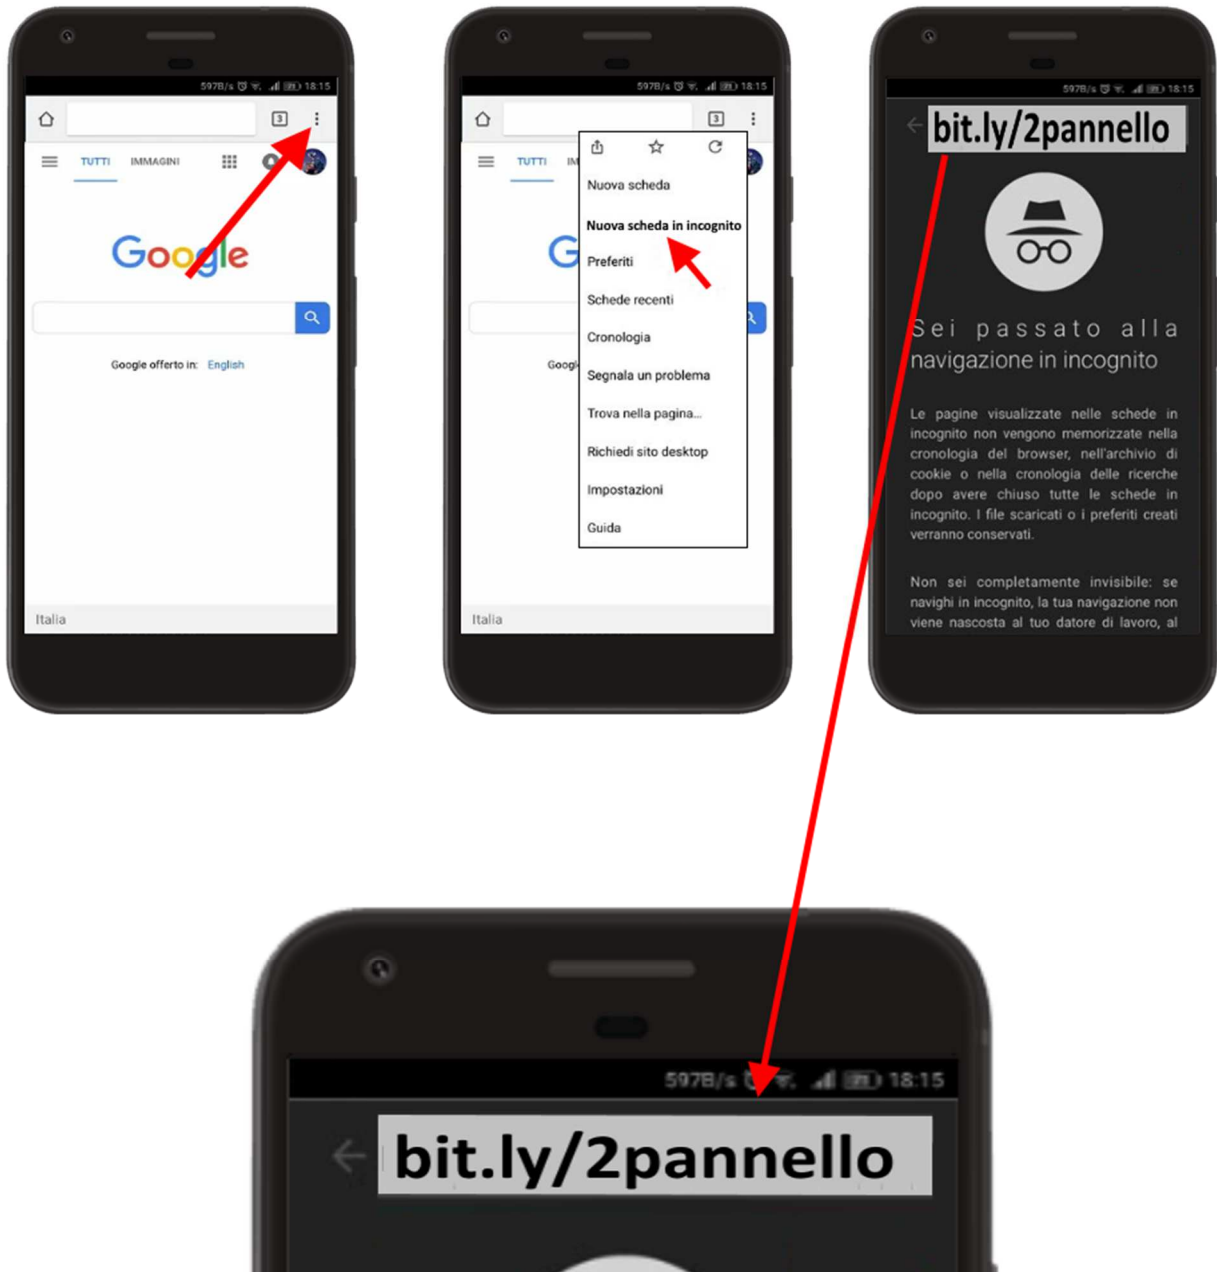 597B/s 18:15
3
TUTTI IMMAGINI
Google
Google offerto in: English
Italia
597B/s 18:15
3
TUTTI IM
G
Googl
Nuova scheda
Nuova scheda in incognito
Preferiti
Schede recenti
Cronologia
Segnala un problema
Trova nella pagina...
Richiedi sito desktop
Impostazioni
Guida
Italia
597B/s 18:15
bit.ly/2pannello
Sei passato alla
navigazione in incognito
Le pagine visualizzate nelle schede in
incognito non vengono memorizzate nella
cronologia del browser, nell'archivio di
cookie o nella cronologia delle ricerche
dopo avere chiuso tutte le schede in
incognito. I file scaricati o i preferiti creati
verranno conservati.
Non sei completamente invisibile: se
navighi in incognito, la tua navigazione non
viene nascosta al tuo datore di lavoro, al
597B/s 18:15
bit.ly/2pannello